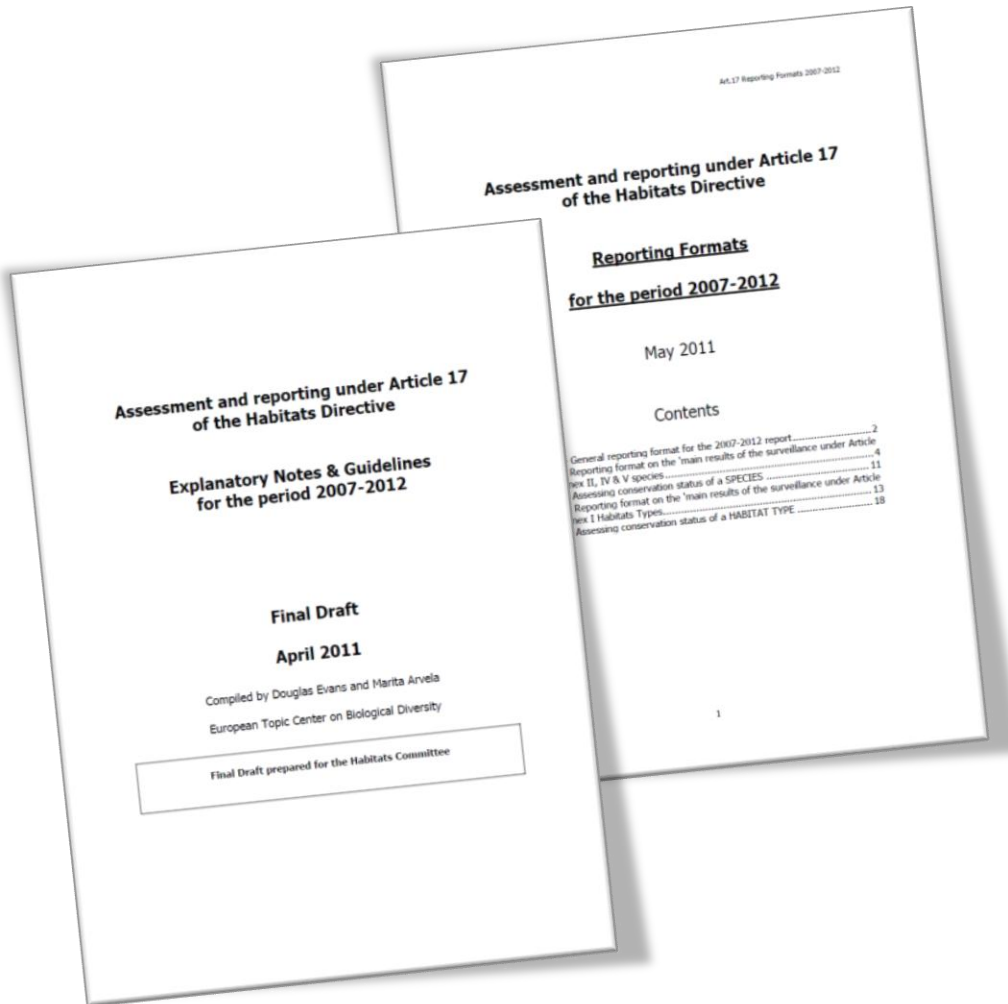 Art.17 Reporting Formats 2007-2012
Assessment and reporting under Article 17
of the Habitats Directive
Reporting Formats
for the period 2007-2012
May 2011
Contents
General reporting format for the 2007-2012 report............................2
Reporting format on the 'main results of the surveillance under Article
nex II, IV & V species...........................................................................4
Assessing conservation status of a SPECIES ....................................11
Reporting format on the 'main results of the surveillance under Article
nex I Habitats Types..........................................................................13
Assessing conservation status of a HABITAT TYPE .........................18
1
Assessment and reporting under Article 17
of the Habitats Directive
Explanatory Notes & Guidelines
for the period 2007-2012
Final Draft
April 2011
Compiled by Douglas Evans and Marita Arvela
European Topic Center on Biological Diversity
Final Draft prepared for the Habitats Committee